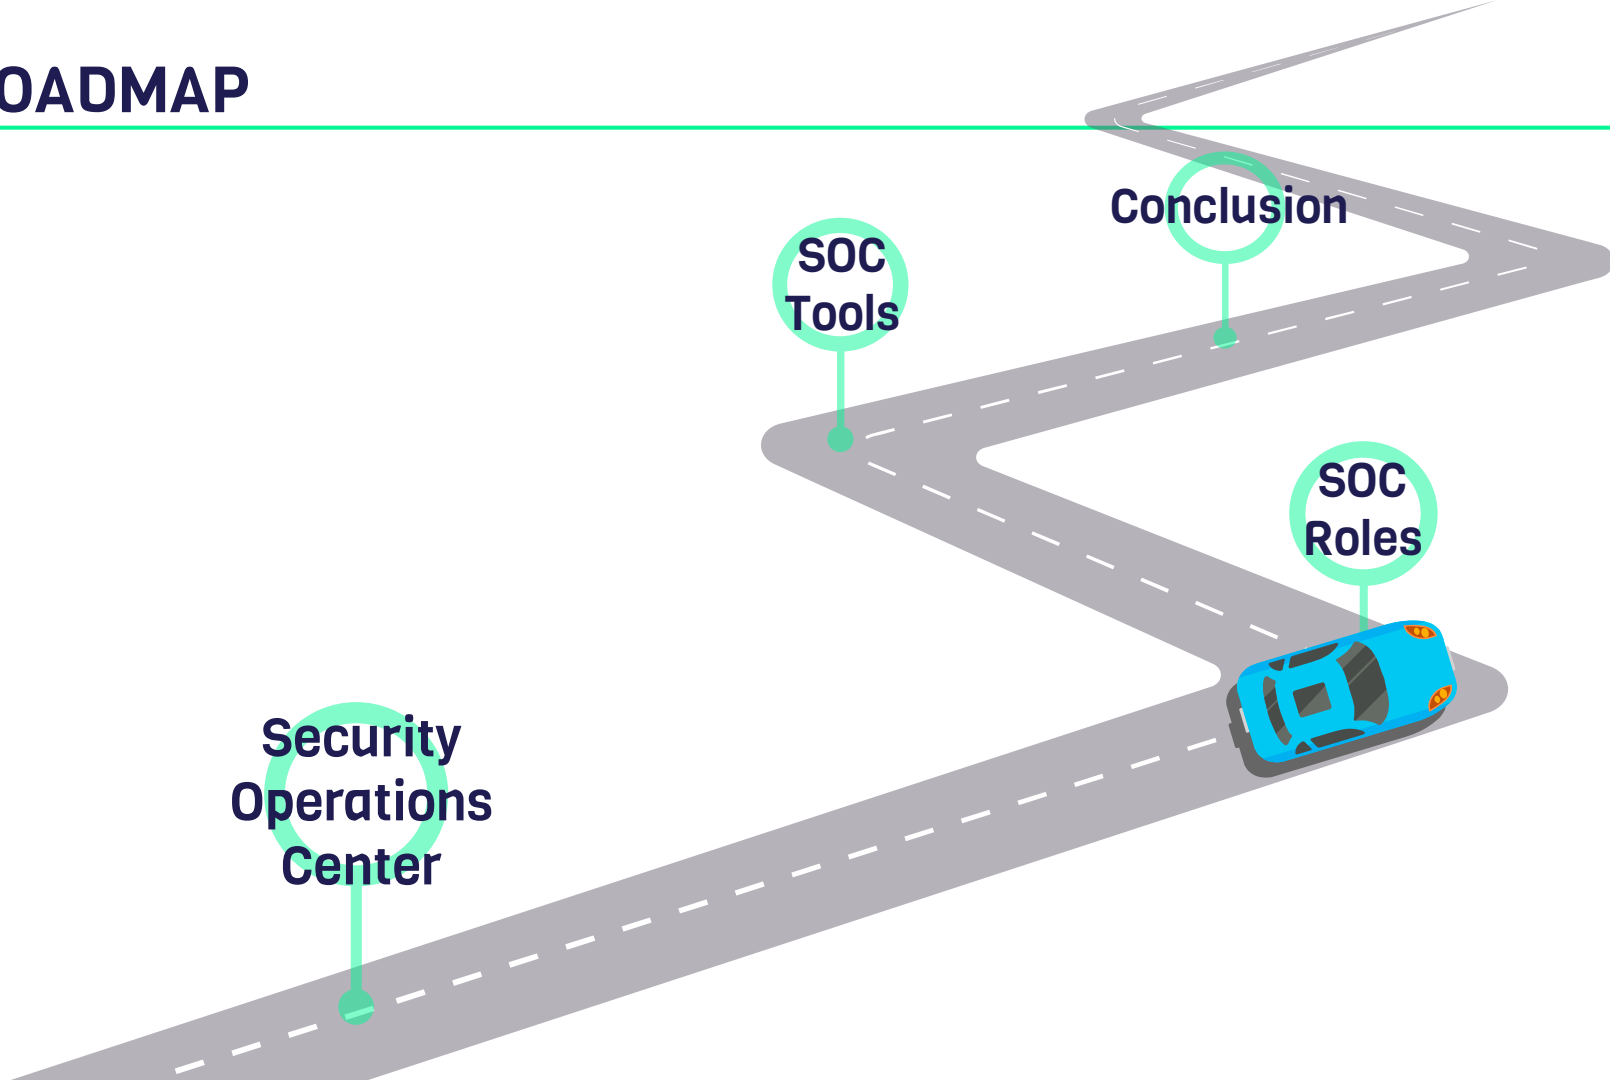 OADMAP
Conclusion
SOC
Tools
SOC
Roles
Security
Operations
Center